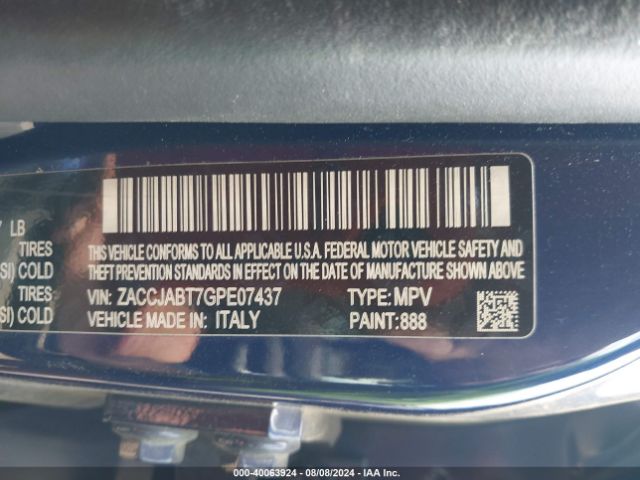 LB
TIRES
SI) COLD
TIRES
SI) COLD
THIS VEHICLE CONFORMS TO ALL APPLICABLE U.S.A. FEDERAL MOTOR VEHICLE SAFETY AND
THEFT PREVENTION STANDARDS IN EFFECT ON THE DATE OF MANUFACTURE SHOWN ABOVE
VIN: ZACCJABT7GPE07437 TYPE: MPV
VEHICLE MADE IN: ITALY PAINT: 888
000-40063924 / 08/08/2024 / IAA Inc.